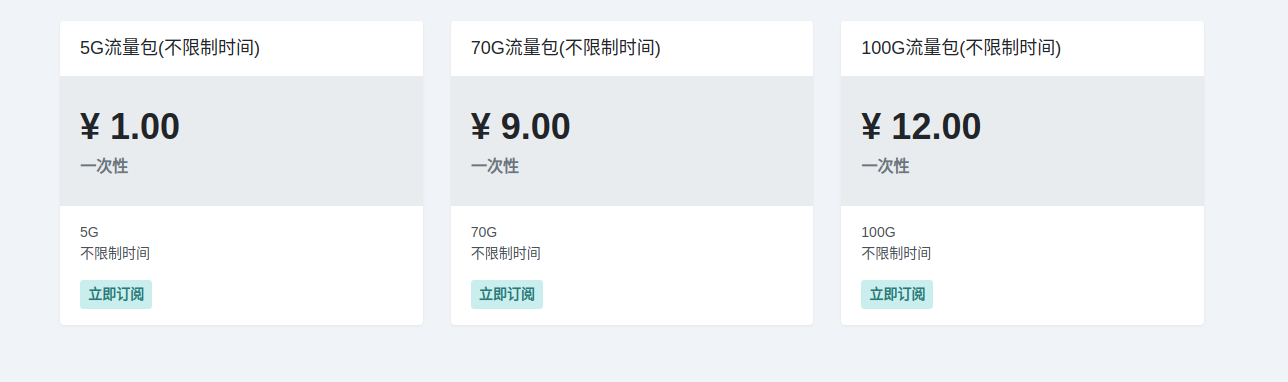 5G流量包(不限制时间)
¥ 1.00
一次性
5G
不限制时间
立即订阅
70G流量包(不限制时间)
¥ 9.00
一次性
70G
不限制时间
立即订阅
100G流量包(不限制时间)
¥ 12.00
一次性
100G
不限制时间
立即订阅